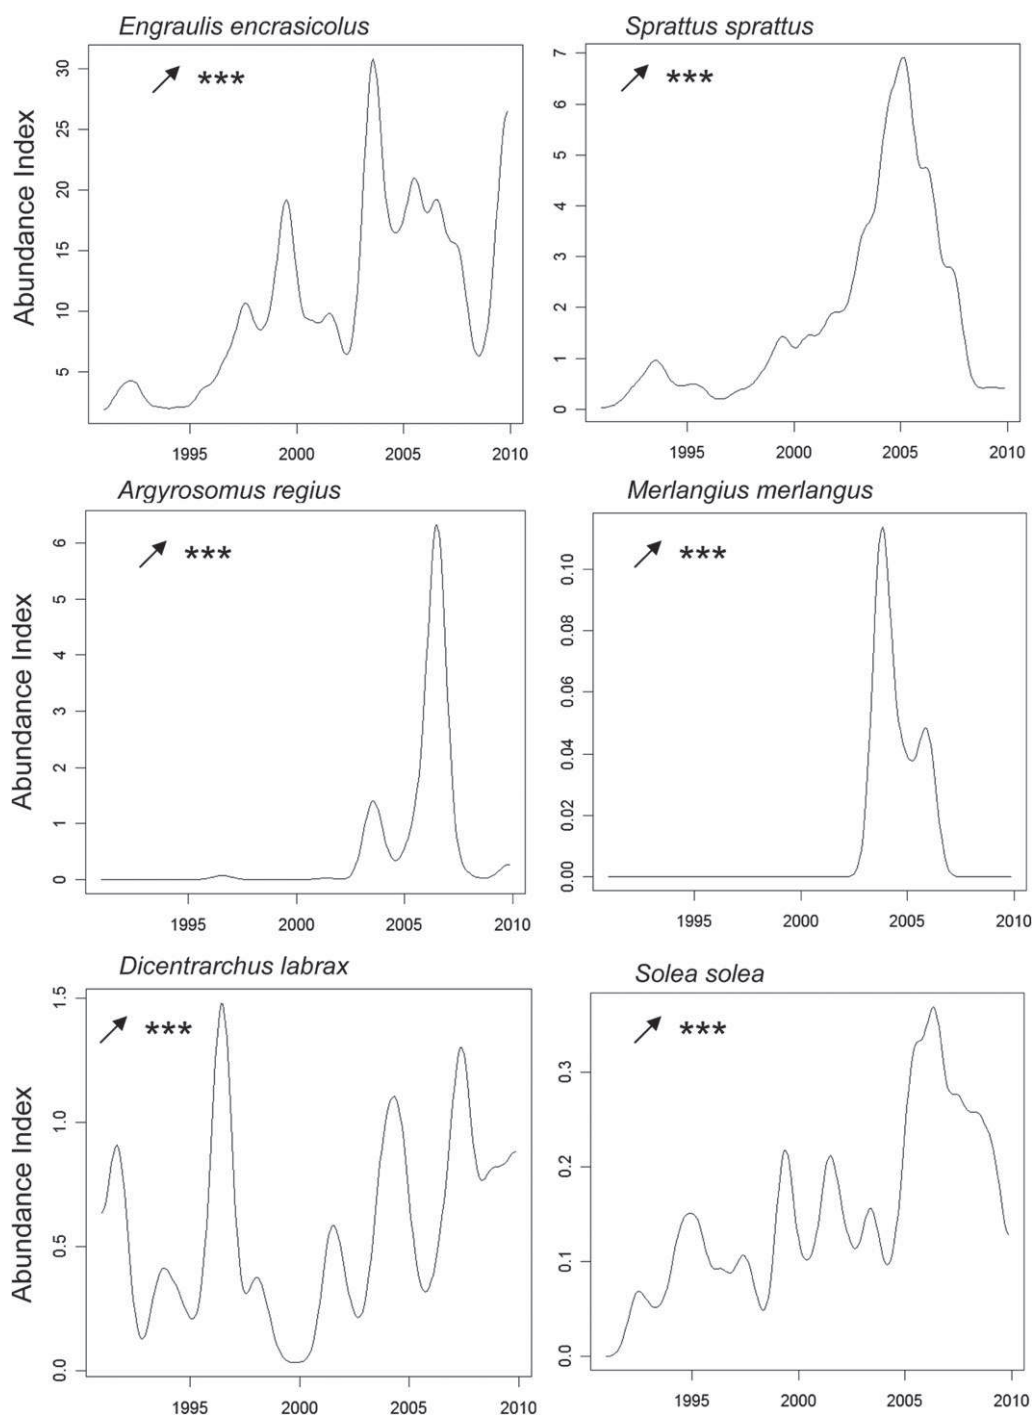 Engraulis encrasicolus
Sprattus sprattus
Abundance Index
***
***
30
25
20
15
10
5
7
6
5
4
3
2
1
0
1995 2000 2005 2010
1995 2000 2005 2010
Argyrosomus regius
Merlangius merlangus
Abundance Index
***
***
6
5
4
3
2
1
0
0.10
0.08
0.06
0.04
0.02
0.00
1995 2000 2005 2010
1995 2000 2005 2010
Dicentrarchus labrax
Solea solea
Abundance Index
***
***
1.5
1.0
0.5
0.0
0.3
0.2
0.1
0.0
1995 2000 2005 2010
1995 2000 2005 2010